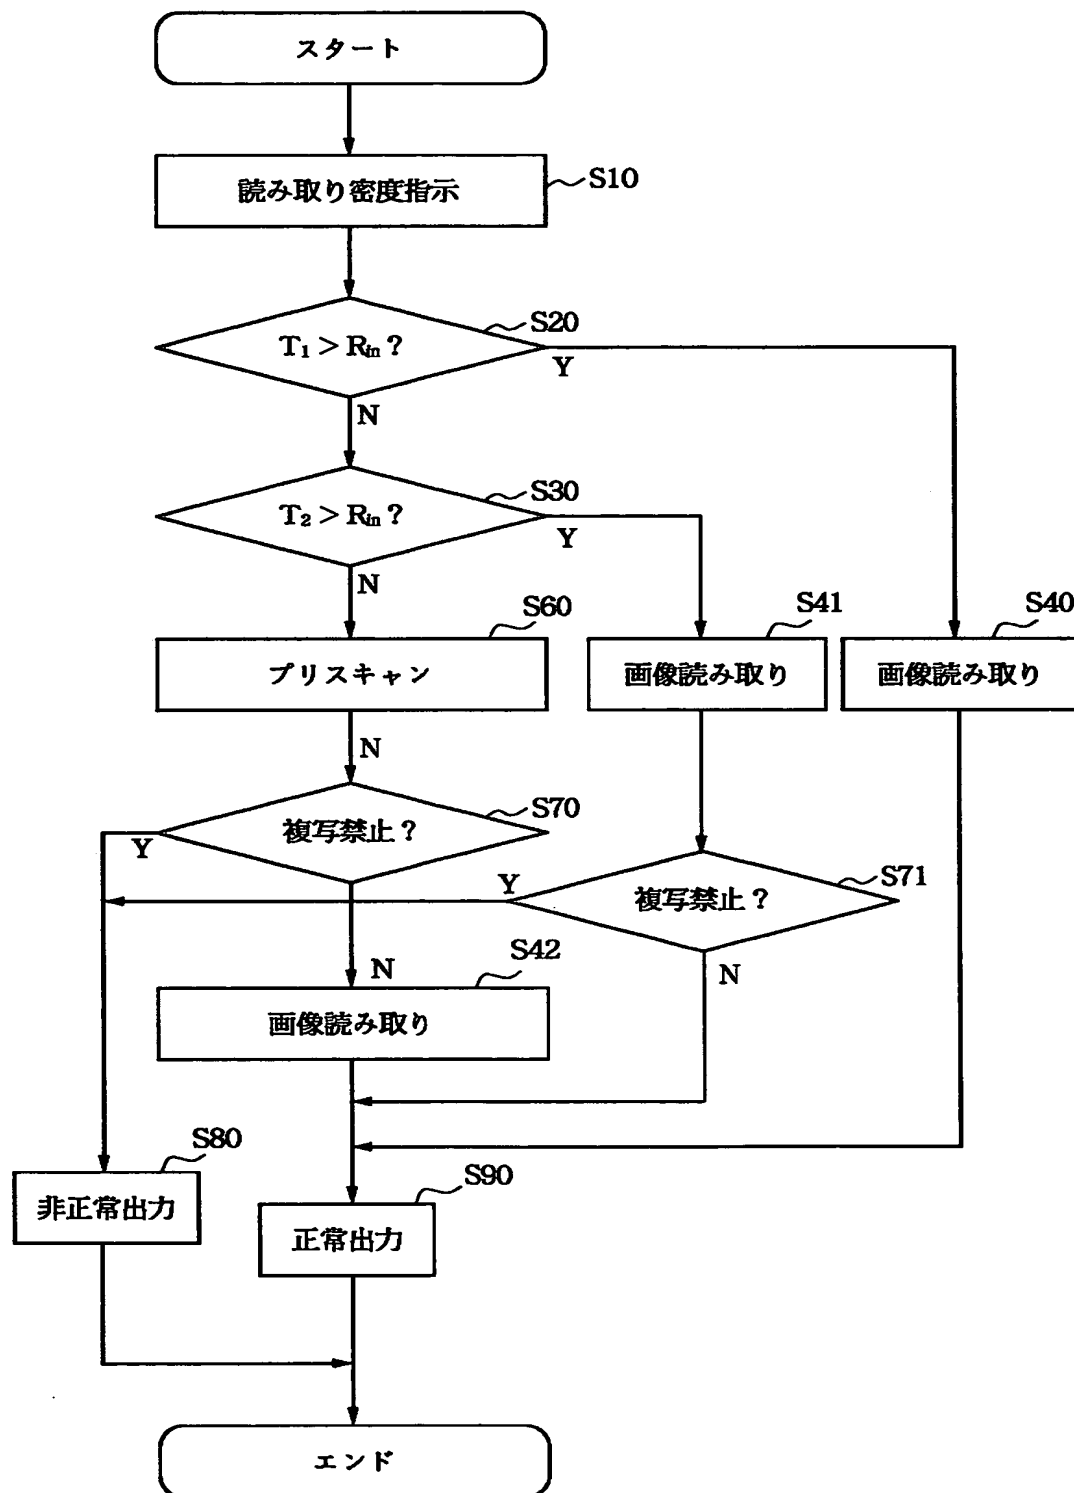 スタート
読み取り密度指示
S10
T₁ > Rin ?
S20
Y
N
T₂ > Rin ?
S30
Y
N
S60
プリスキャン
S41
画像読み取り
S40
画像読み取り
N
複写禁止？
S70
Y
複写禁止？
S71
Y
N
N
S42
画像読み取り
S80
非正常出力
S90
正常出力
エンド